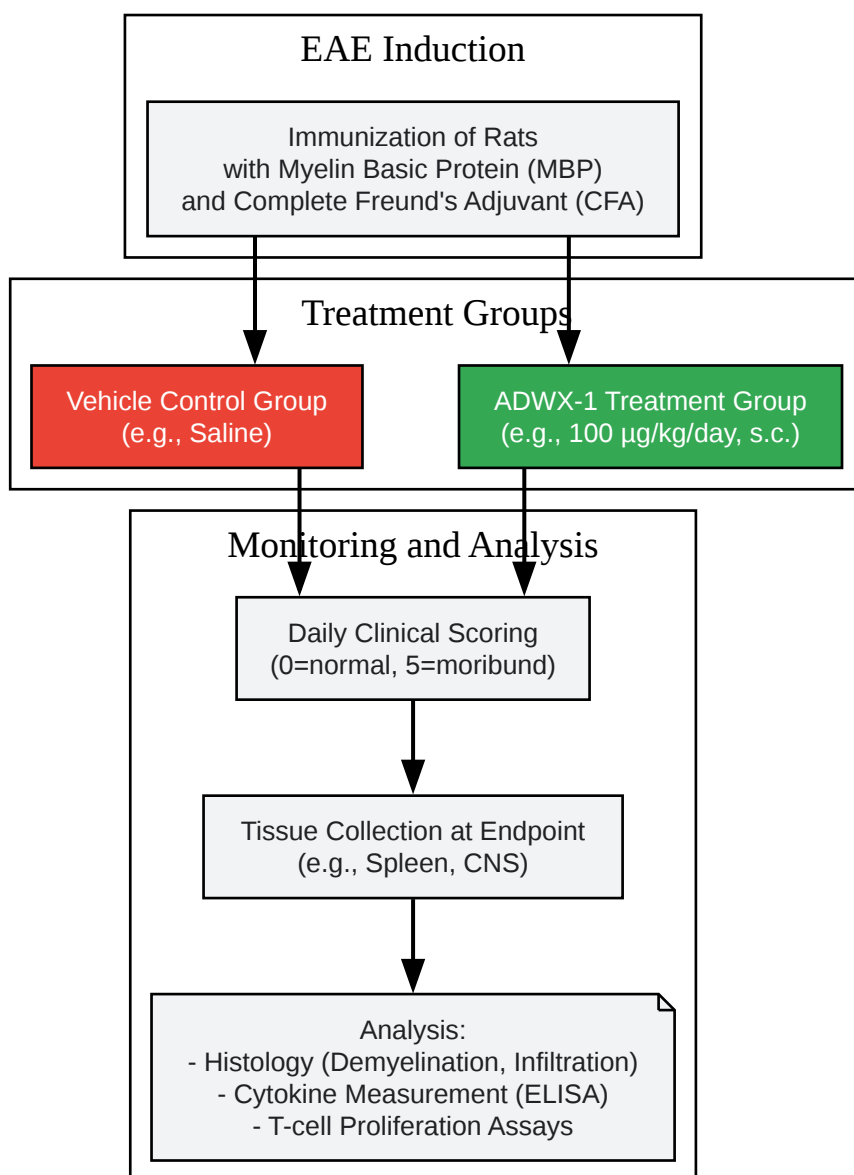 EAE Induction
Immunization of Rats
with Myelin Basic Protein (MBP)
and Complete Freund's Adjuvant (CFA)
Treatment Groups
Vehicle Control Group
(e.g., Saline)
ADWX-1 Treatment Group
(e.g., 100 µg/kg/day, s.c.)
Monitoring and Analysis
Daily Clinical Scoring
(0=normal, 5=moribund)
Tissue Collection at Endpoint
(e.g., Spleen, CNS)
Analysis:
- Histology (Demyelination, Infiltration)
- Cytokine Measurement (ELISA)
- T-cell Proliferation Assays